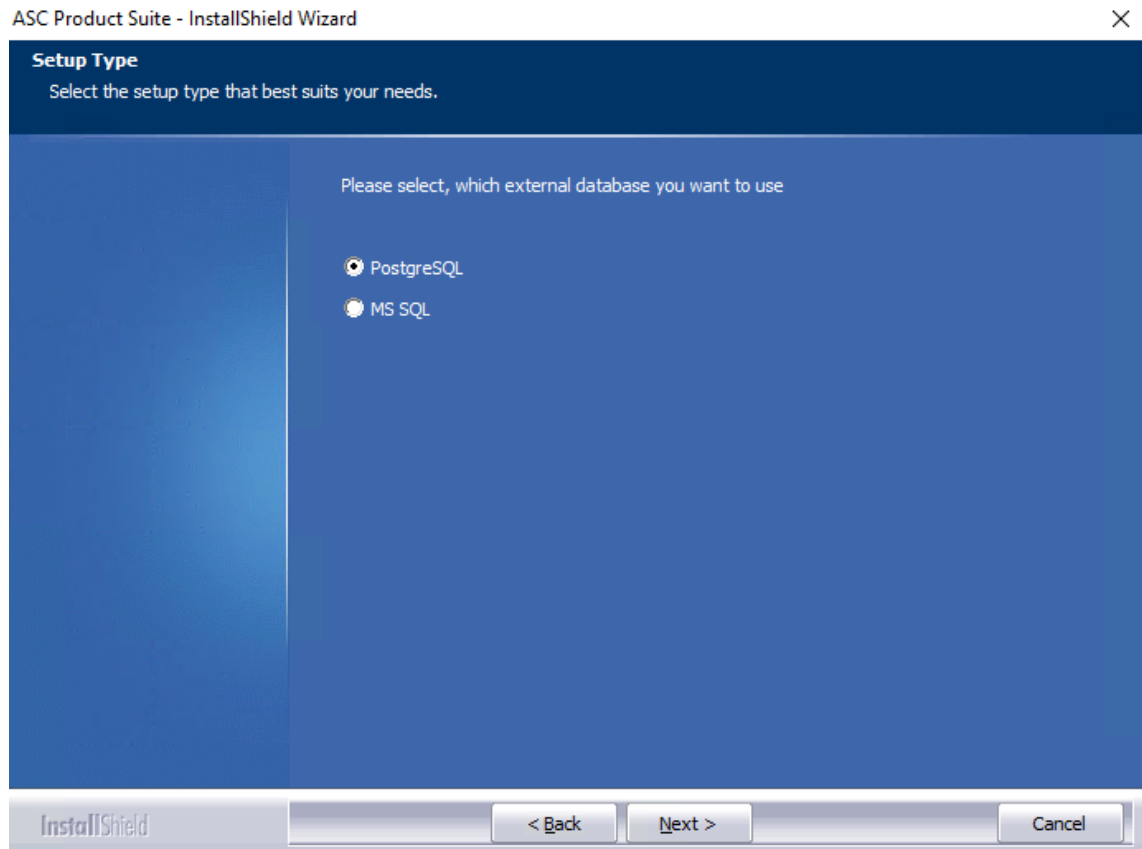 ASC Product Suite - InstallShield Wizard
Setup Type
Select the setup type that best suits your needs.
Please select, which external database you want to use
PostgreSQL
MS SQL
InstallShield
< Back
Next >
Cancel